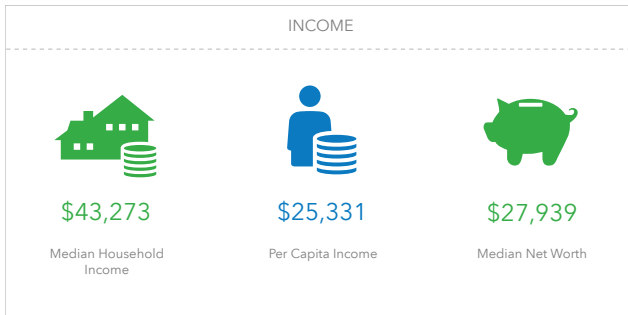 INCOME
$43,273
Median Household
Income
$25,331
Per Capita Income
$27,939
Median Net Worth